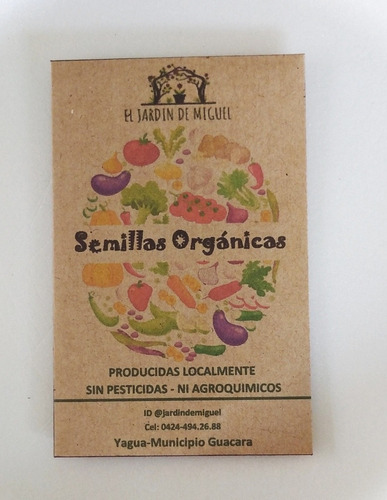 EL JARDIN DE MIGUEL
Semillas Orgánicas
PRODUCIDAS LOCALMENTE
SIN PESTICIDAS - NI AGROQUIMICOS
ID @jardindemiguel
Cel: 0424-494.26.88
Yagua-Municipio Guacara